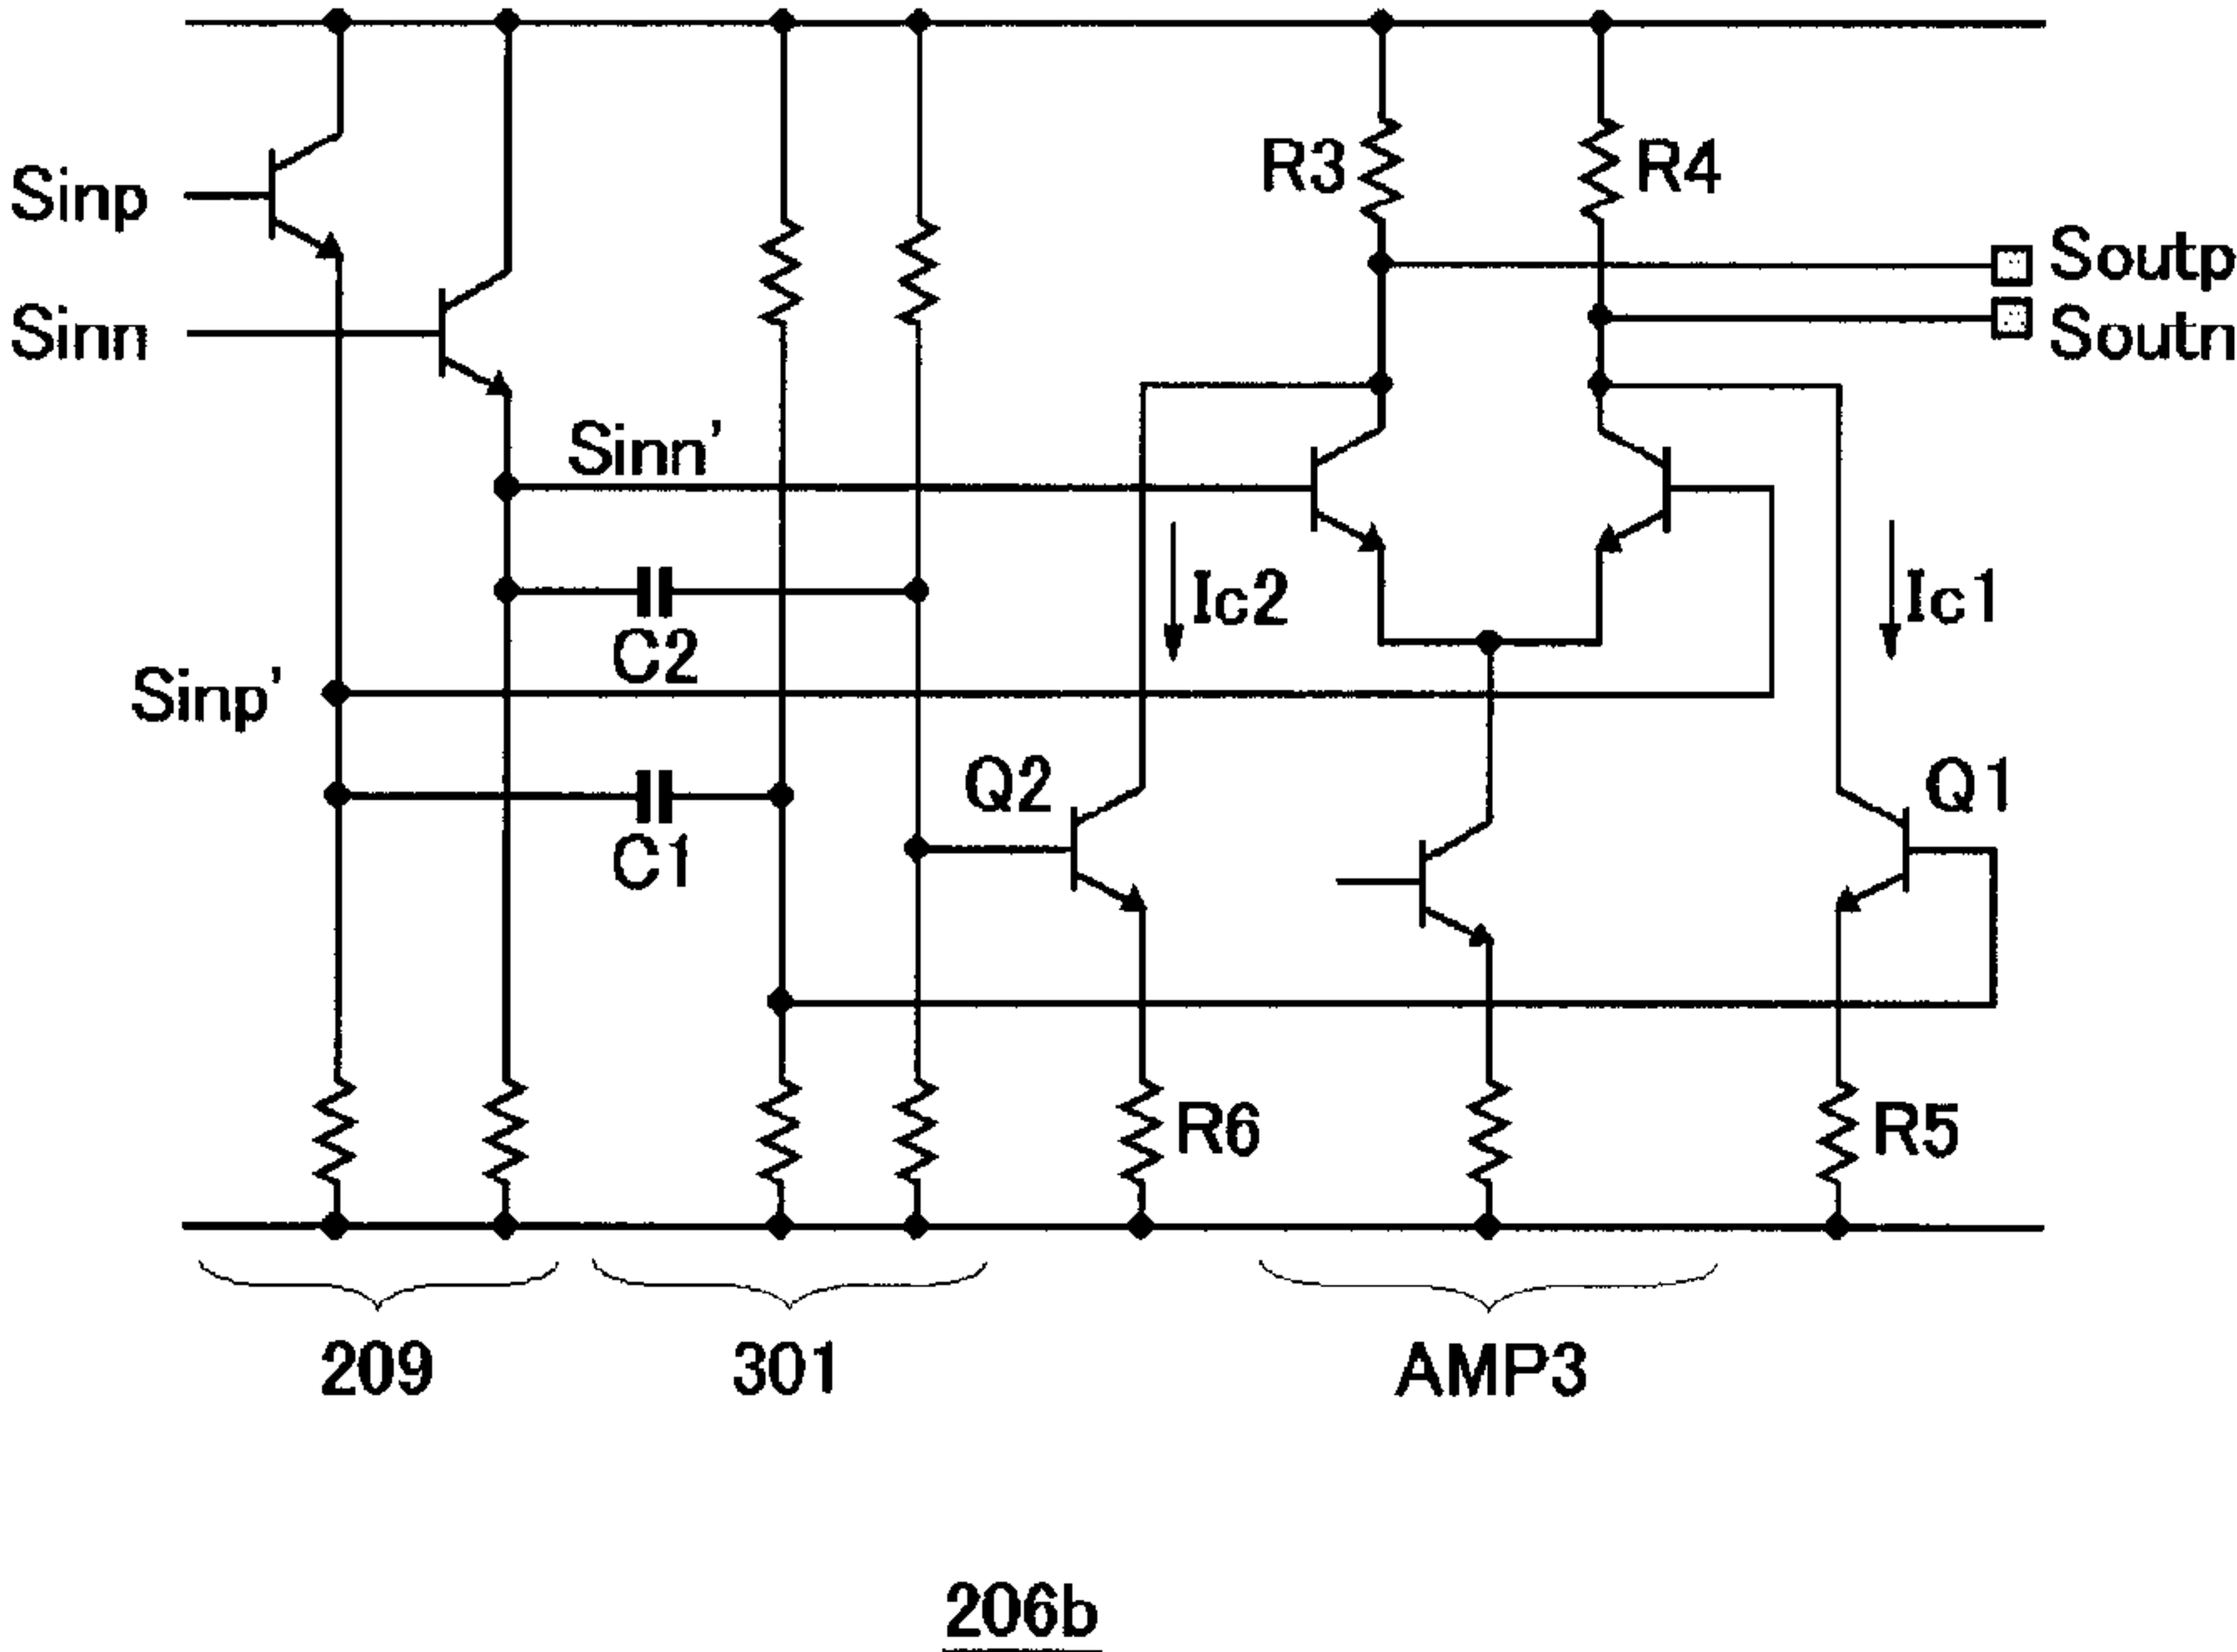 R3
R4
Sinp
Soutp
Sinn
Soutn
Sinn'
Ic2
Ic1
C2
Sinp'
Q2
Q1
C1
R6
R5
209
301
AMP3
206b